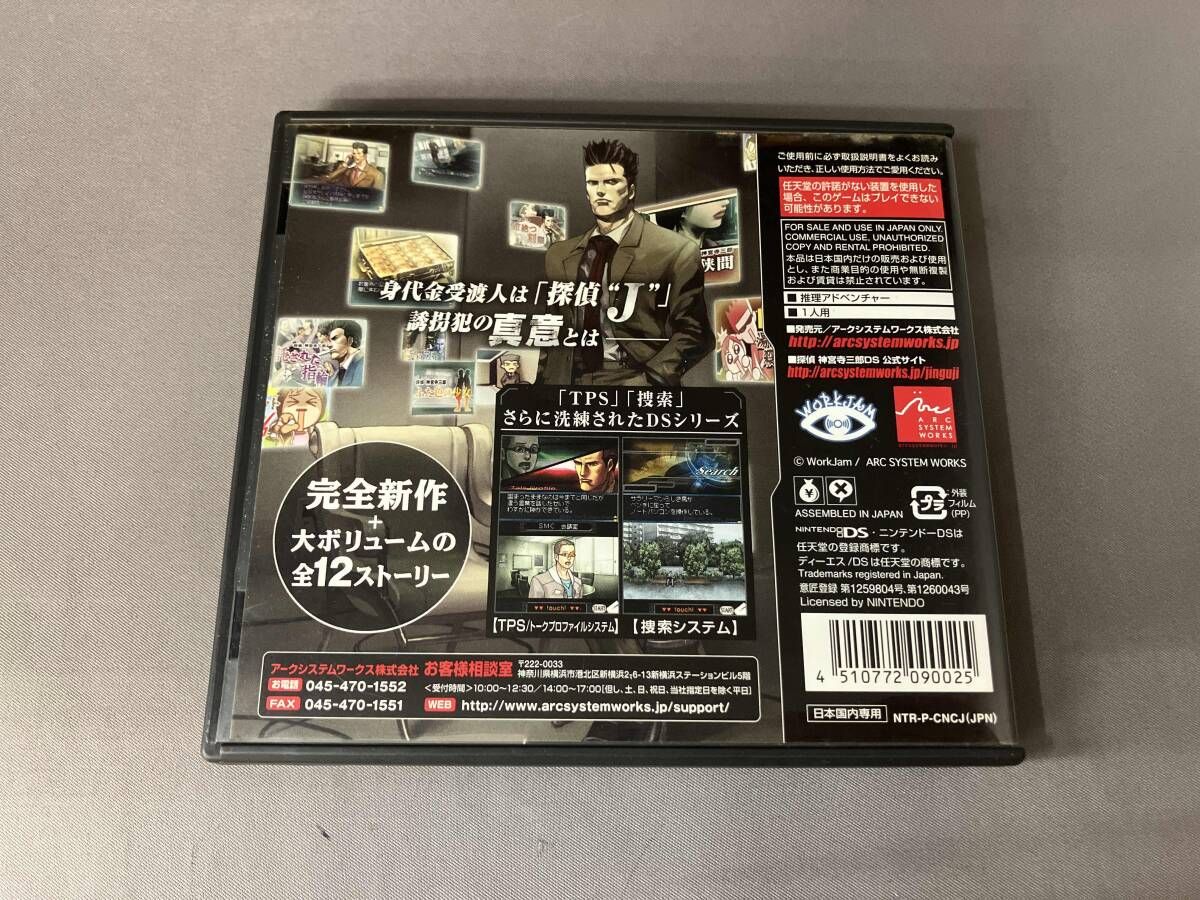 身代金受渡人は「探偵“J”」
誘拐犯の真意とは
狭間
「TPS」「捜索」
さらに洗練されたDSシリーズ
Search
SMC 会議室
▼▼ touch! ▼▼
▼▼ touch! ▼▼
【TPS/トークプロファイルシステム】
【捜索システム】
完全新作
+
大ボリュームの
全12ストーリー
アークシステムワークス株式会社 お客様相談室 〒222-0033
神奈川県横浜市港北区新横浜2-6-13新横浜ステーションビル5階
お電話 045-470-1552 <受付時間>10:00~12:30/14:00~17:00[但し、土、日、祝日、当社指定日を除く平日]
FAX 045-470-1551 WEB http://www.arcsystemworks.jp/support/
ご使用前に必ず取扱説明書をよくお読み
いただき、正しい使用方法でご愛用ください。
任天堂の許諾がない装置を使用した
場合、このゲームはプレイできない
可能性があります。
FOR SALE AND USE IN JAPAN ONLY.
COMMERCIAL USE, UNAUTHORIZED
COPY AND RENTAL PROHIBITED.
本品は日本国内だけの販売および使用
とし、また商業目的の使用や無断複製
および賃貸は禁止されています。
■推理アドベンチャー
■1人用
■発売元/アークシステムワークス株式会社
http://arcsystemworks.jp
■探偵 神宮寺三郎DS 公式サイト
http://arcsystemworks.jp/jinguji
WORKJAM
ARC
SYSTEM
WORKS
© WorkJam / ARC SYSTEM WORKS
ASSEMBLED IN JAPAN
プラ
外装
フィルム
(PP)
NINTENDO DS・ニンテンドーDSは
任天堂の登録商標です。
ディーエス/DSは任天堂の商標です。
Trademarks registered in Japan.
意匠登録 第1259804号、第1260043号
Licensed by NINTENDO
4 510772 090025
日本国内専用
NTR-P-CNCJ(JPN)